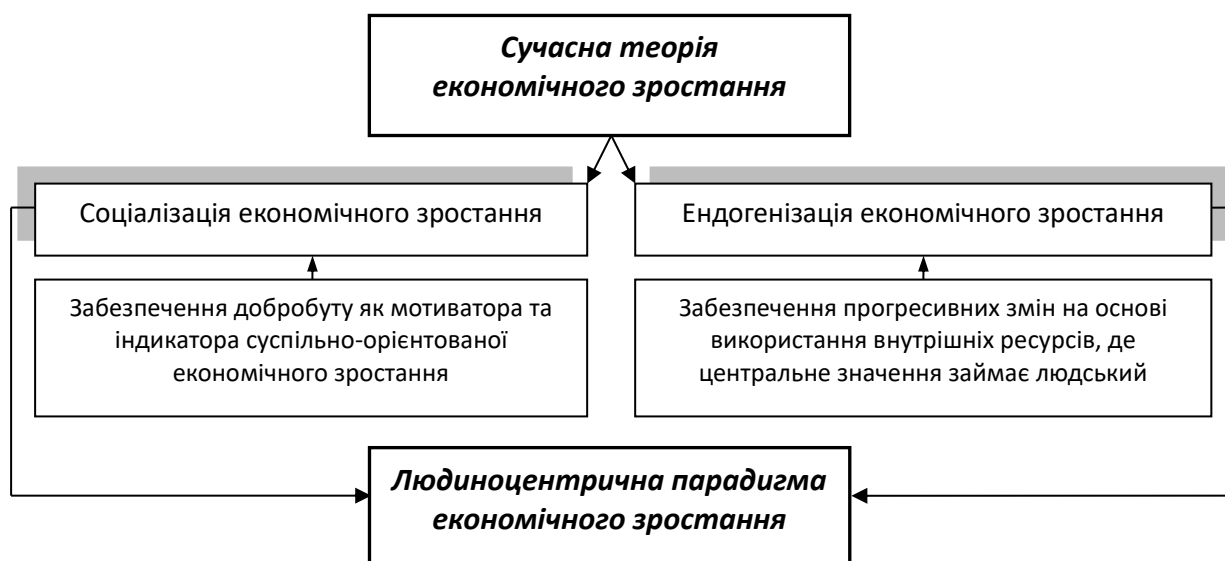 Сучасна теорія
економічного зростання
Соціалізація економічного зростання
Ендогенізація економічного зростання
Забезпечення добробуту як мотиватора та
індикатора суспільно-орієнтованої
економічного зростання
Забезпечення прогресивних змін на основі
використання внутрішніх ресурсів, де
центральне значення займає людський
Людиноцентрична парадигма
економічного зростання